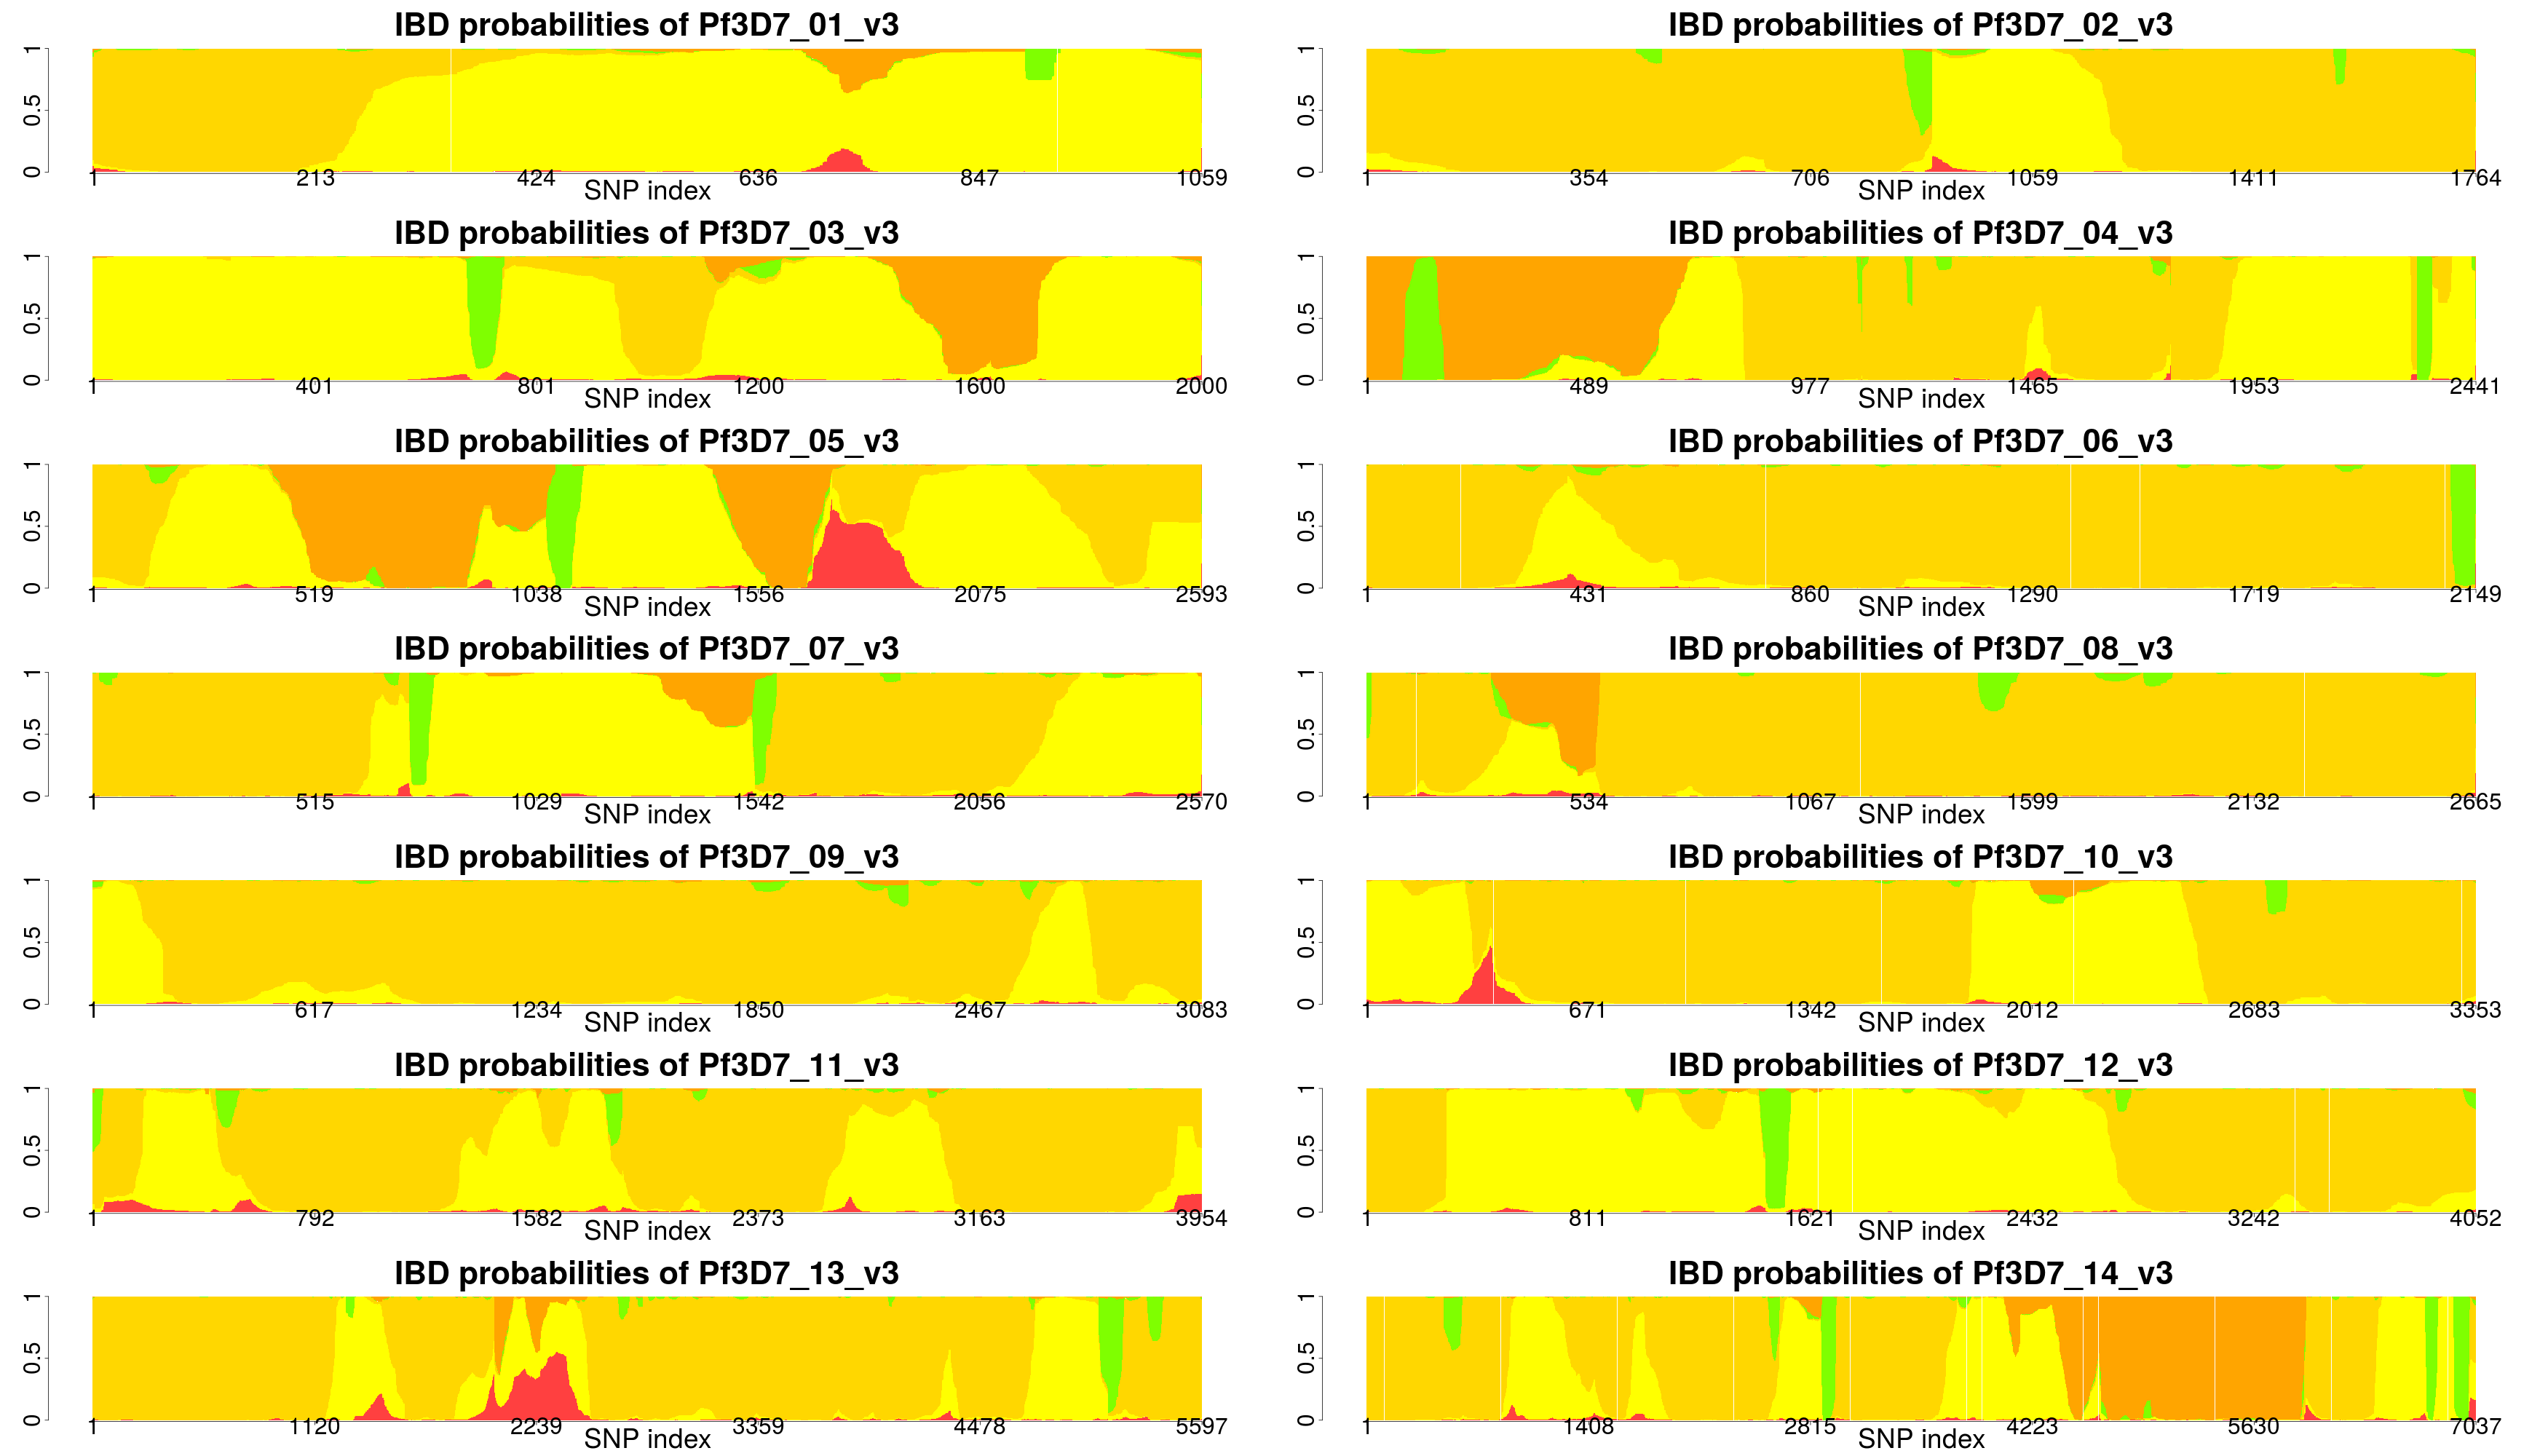 IBD probabilities of Pf3D7_01_v3
0 0.5 1
1 213 424 636 847 1059
SNP index
IBD probabilities of Pf3D7_02_v3
0 0.5 1
1 354 706 1059 1411 1764
SNP index
IBD probabilities of Pf3D7_03_v3
0 0.5 1
1 401 801 1200 1600 2000
SNP index
IBD probabilities of Pf3D7_04_v3
0 0.5 1
1 489 977 1465 1953 2441
SNP index
IBD probabilities of Pf3D7_05_v3
0 0.5 1
1 519 1038 1556 2075 2593
SNP index
IBD probabilities of Pf3D7_06_v3
0 0.5 1
1 431 860 1290 1719 2149
SNP index
IBD probabilities of Pf3D7_07_v3
0 0.5 1
1 515 1029 1542 2056 2570
SNP index
IBD probabilities of Pf3D7_08_v3
0 0.5 1
1 534 1067 1599 2132 2665
SNP index
IBD probabilities of Pf3D7_09_v3
0 0.5 1
1 617 1234 1850 2467 3083
SNP index
IBD probabilities of Pf3D7_10_v3
0 0.5 1
1 671 1342 2012 2683 3353
SNP index
IBD probabilities of Pf3D7_11_v3
0 0.5 1
1 792 1582 2373 3163 3954
SNP index
IBD probabilities of Pf3D7_12_v3
0 0.5 1
1 811 1621 2432 3242 4052
SNP index
IBD probabilities of Pf3D7_13_v3
0 0.5 1
1 1120 2239 3359 4478 5597
SNP index
IBD probabilities of Pf3D7_14_v3
0 0.5 1
1 1408 2815 4223 5630 7037
SNP index